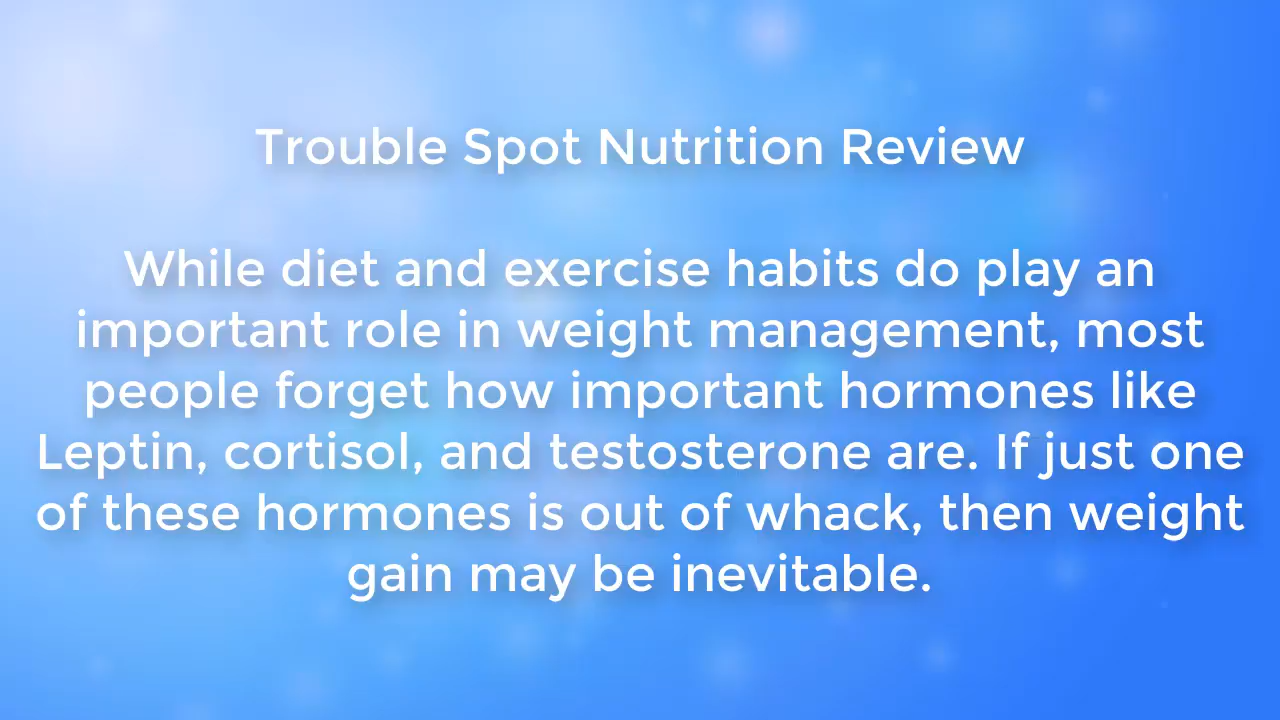 Trouble Spot Nutrition Review
While diet and exercise habits do play an
important role in weight management, most
people forget how important hormones like
Leptin, cortisol, and testosterone are. If just one
of these hormones is out of whack, then weight
gain may be inevitable.